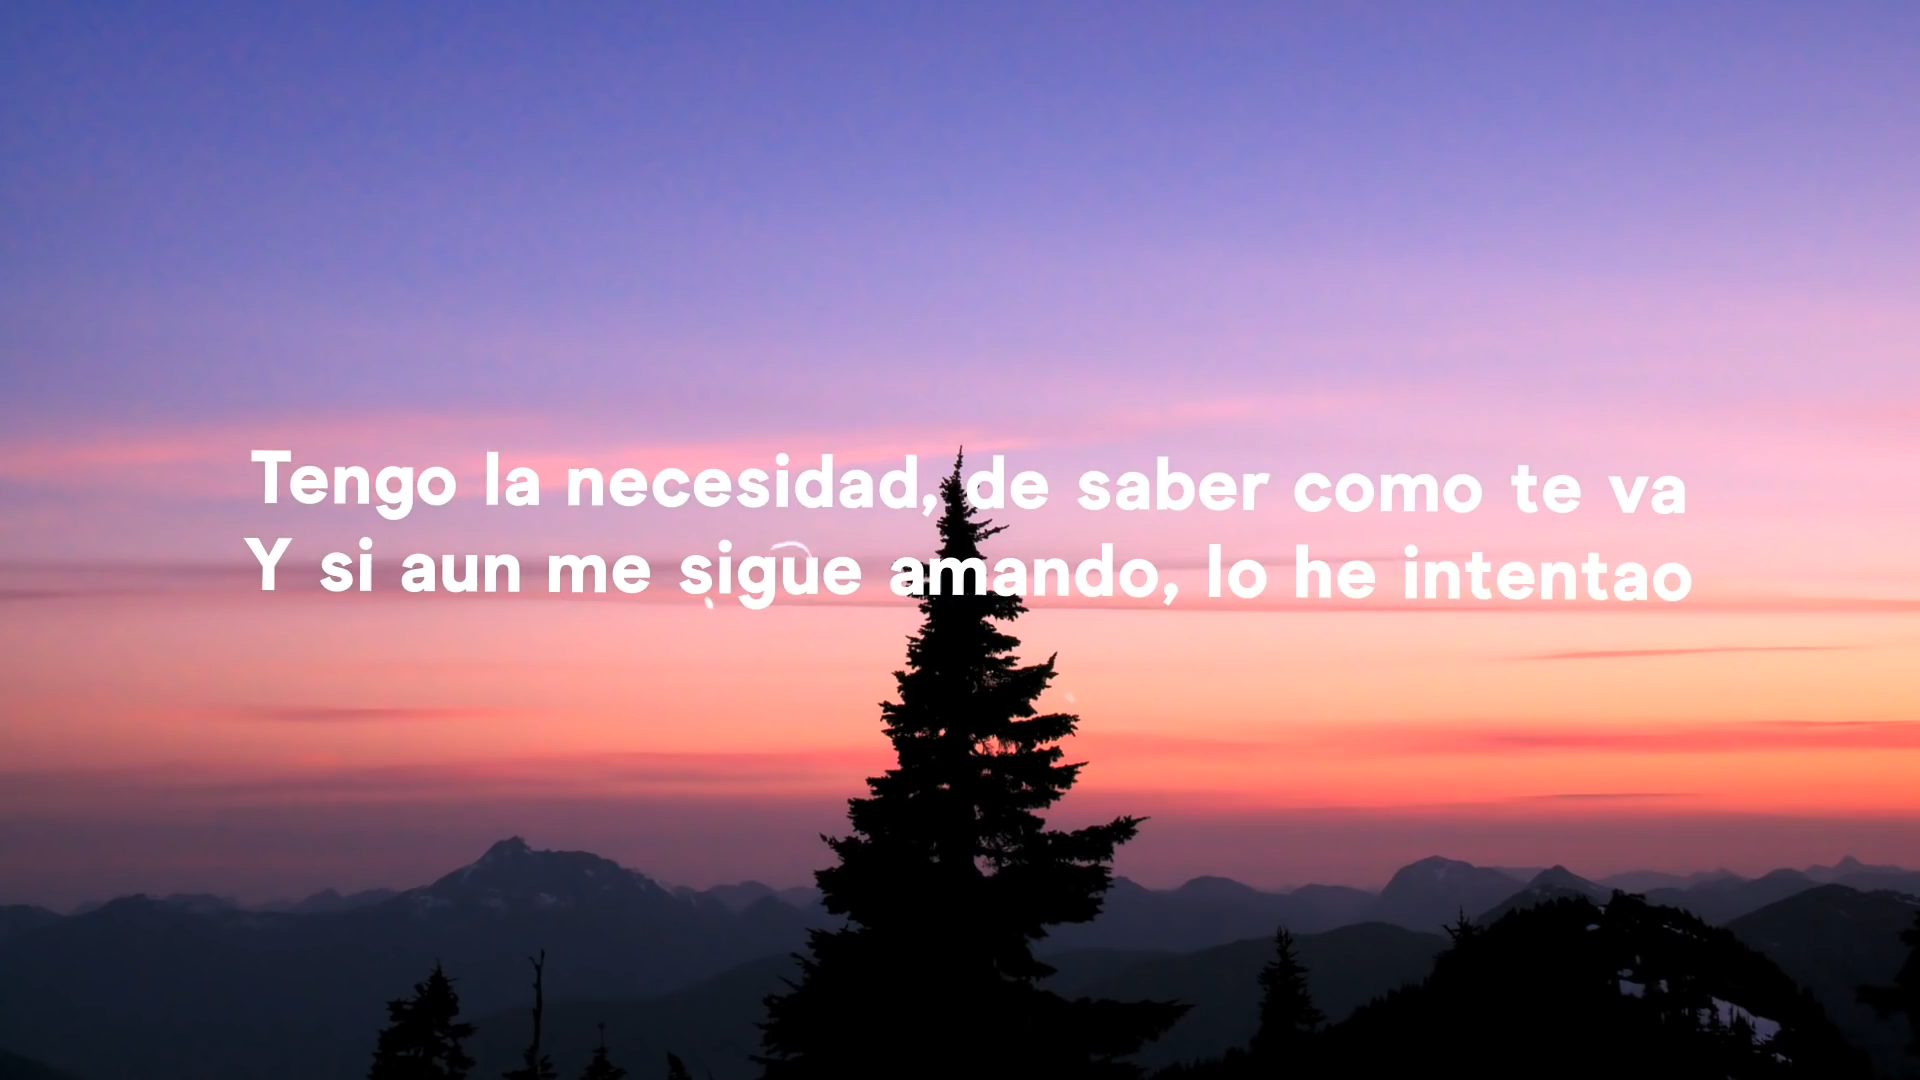 Tengo la necesidad, de saber como te va
Y si aun me sigue amando, lo he intentao